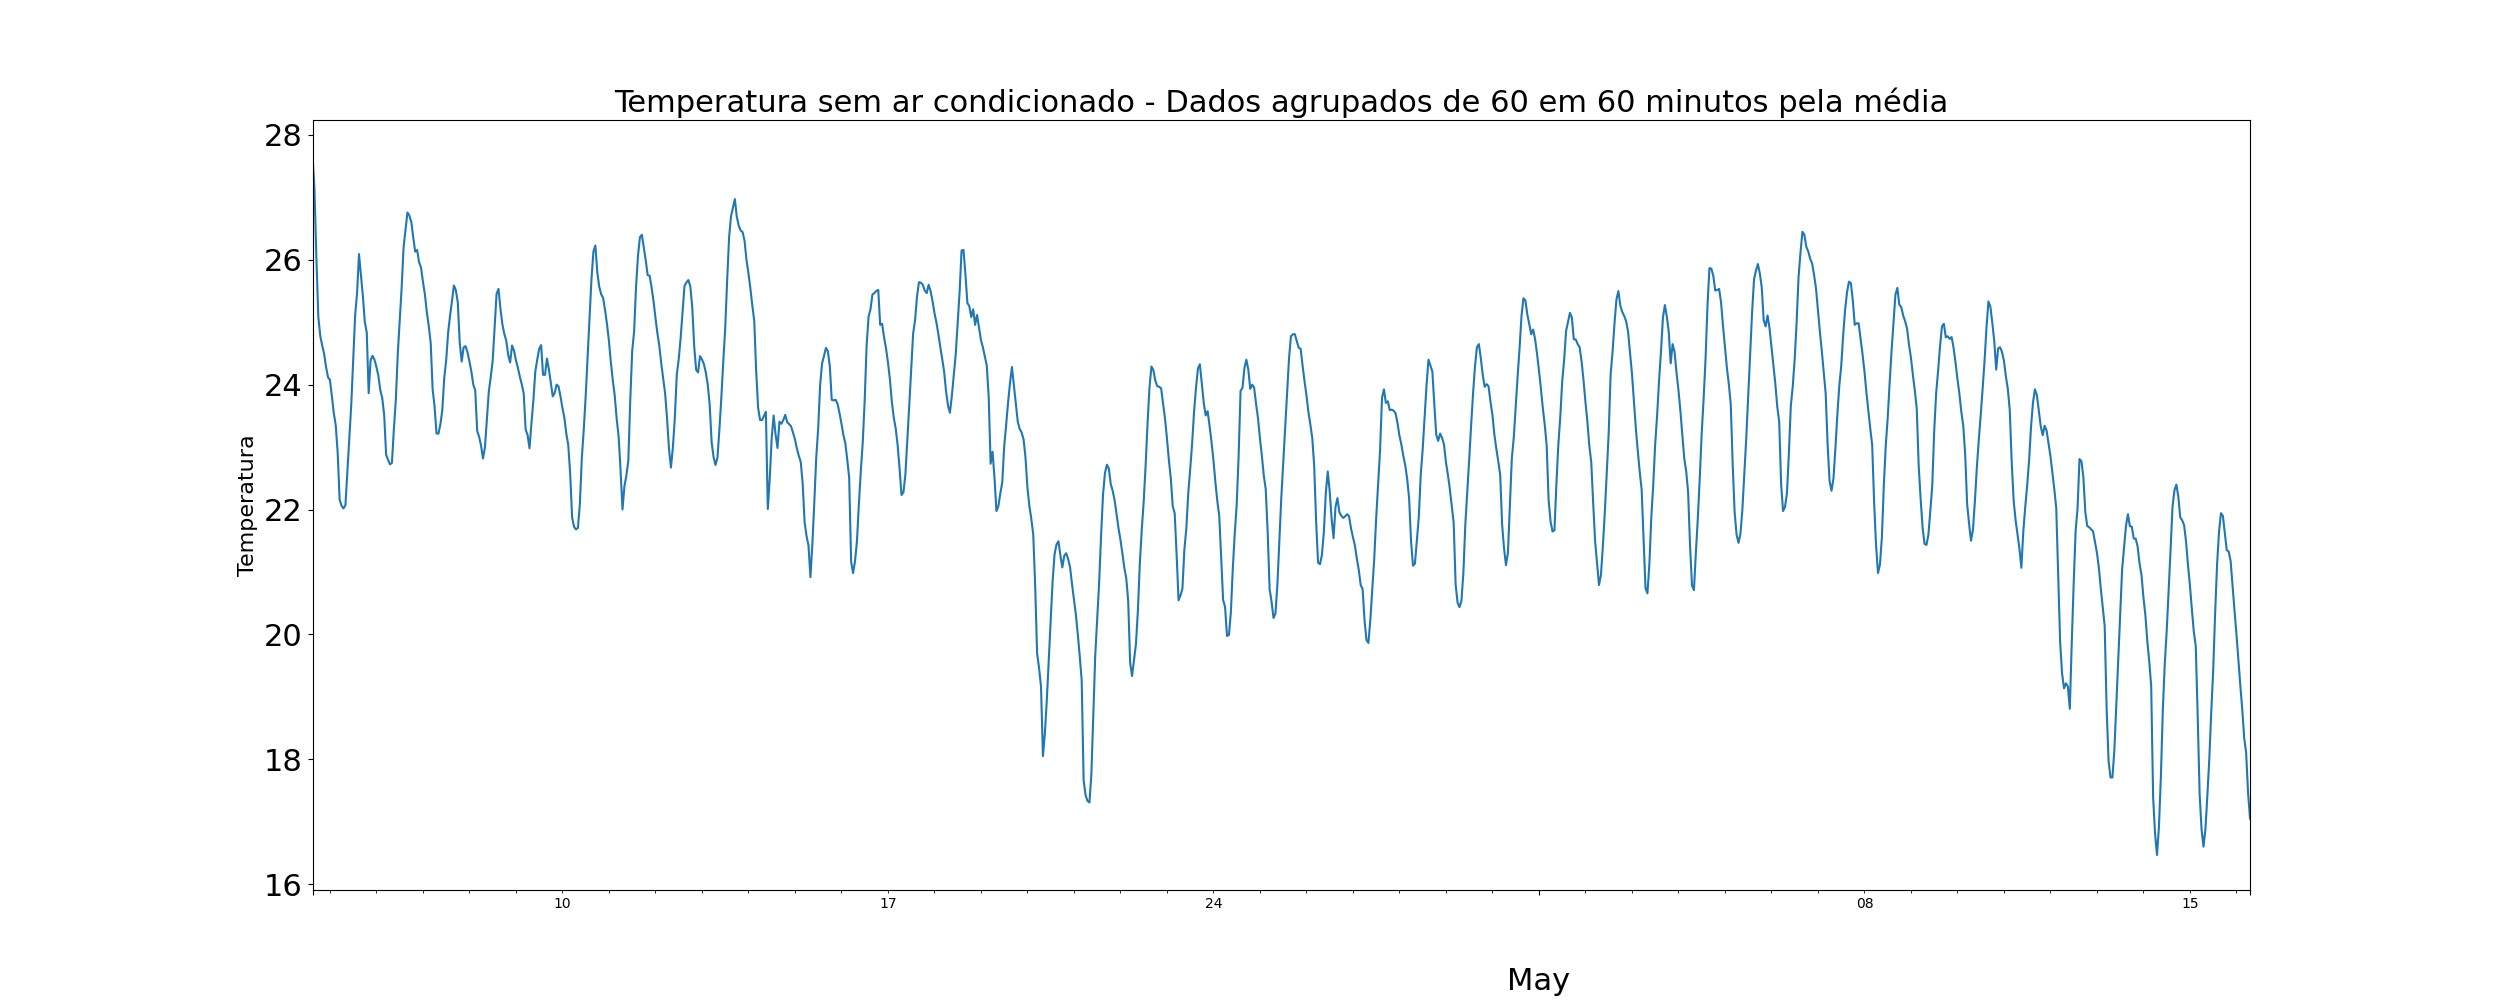 Temperatura sem ar condicionado - Dados agrupados de 60 em 60 minutos pela média
28
26
24
22
20
18
16
Temperatura
10 17 24 08 15
May